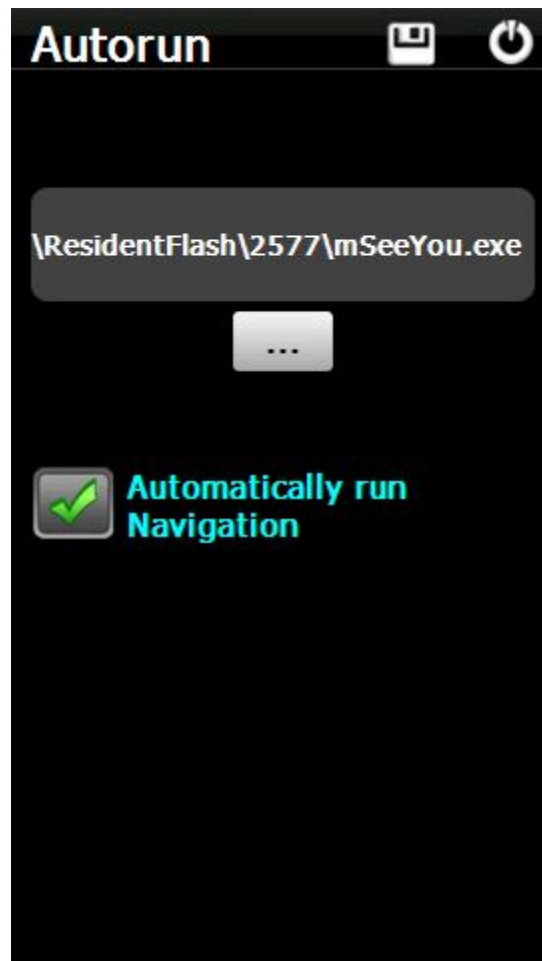 Autorun
\ResidentFlash\2577\mSeeYou.exe
...
Automatically run
Navigation